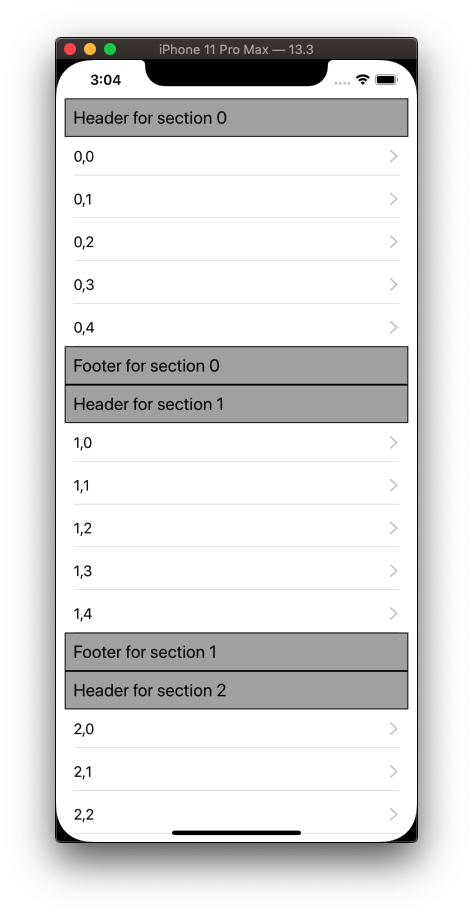 iPhone 11 Pro Max — 13.3
3:04
Header for section 0
0,0
0,1
0,2
0,3
0,4
Footer for section 0
Header for section 1
1,0
1,1
1,2
1,3
1,4
Footer for section 1
Header for section 2
2,0
2,1
2,2